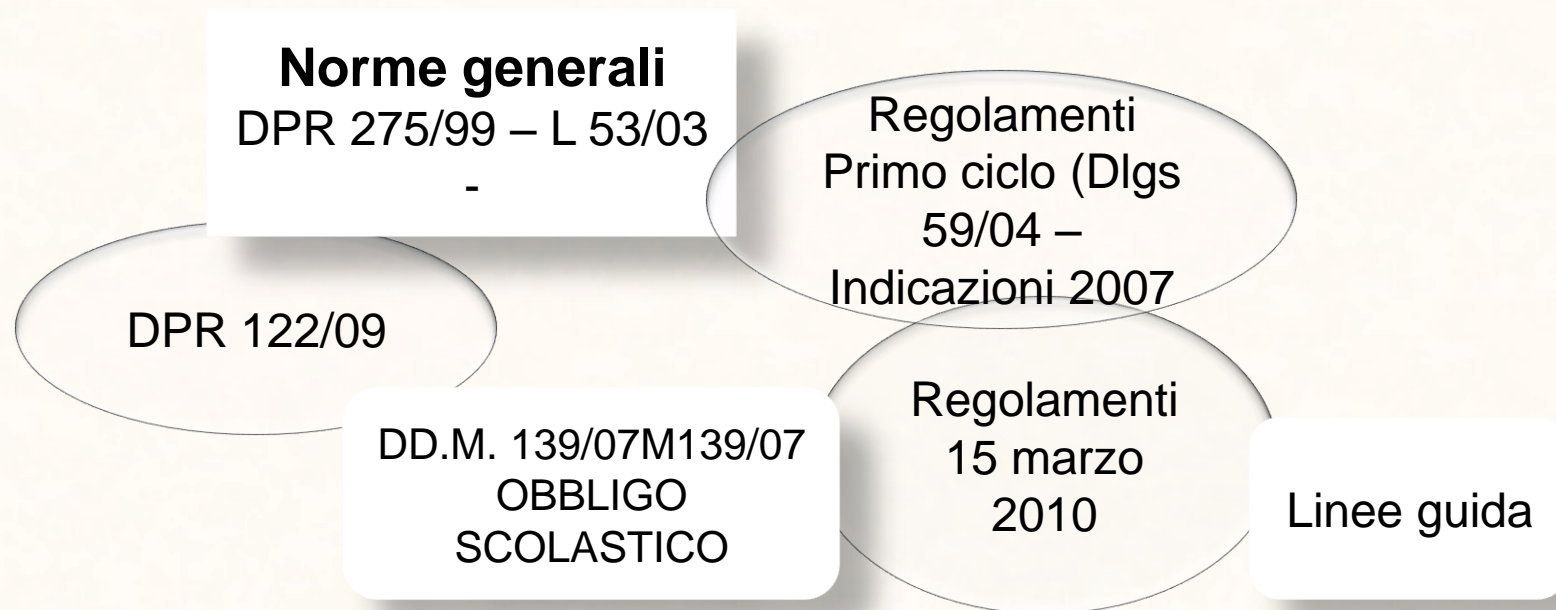 Norme generali
DPR 275/99 – L 53/03
-
Regolamenti
Primo ciclo (Dlgs
59/04 –
Indicazioni 2007
DPR 122/09
DD.M. 139/07M139/07
OBBLIGO
SCOLASTICO
Regolamenti
15 marzo
2010
Linee guida